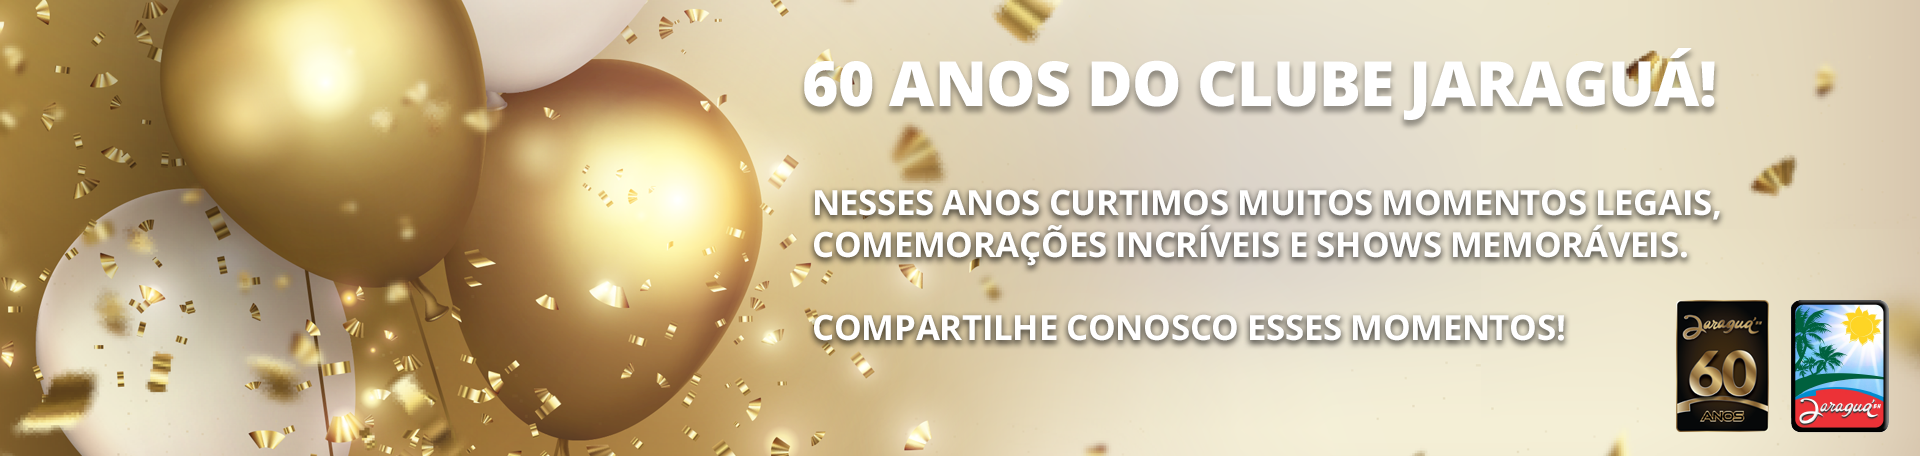 60 ANOS DO CLUBE JARAGUÁ!
NESSES ANOS CURTIMOS MUITOS MOMENTOS LEGAIS,
COMEMORAÇÕES INCRÍVEIS E SHOWS MEMORÁVEIS.
COMPARTILHE CONOSCO ESSES MOMENTOS!
Jaraguá
60
ANOS
Jaraguá